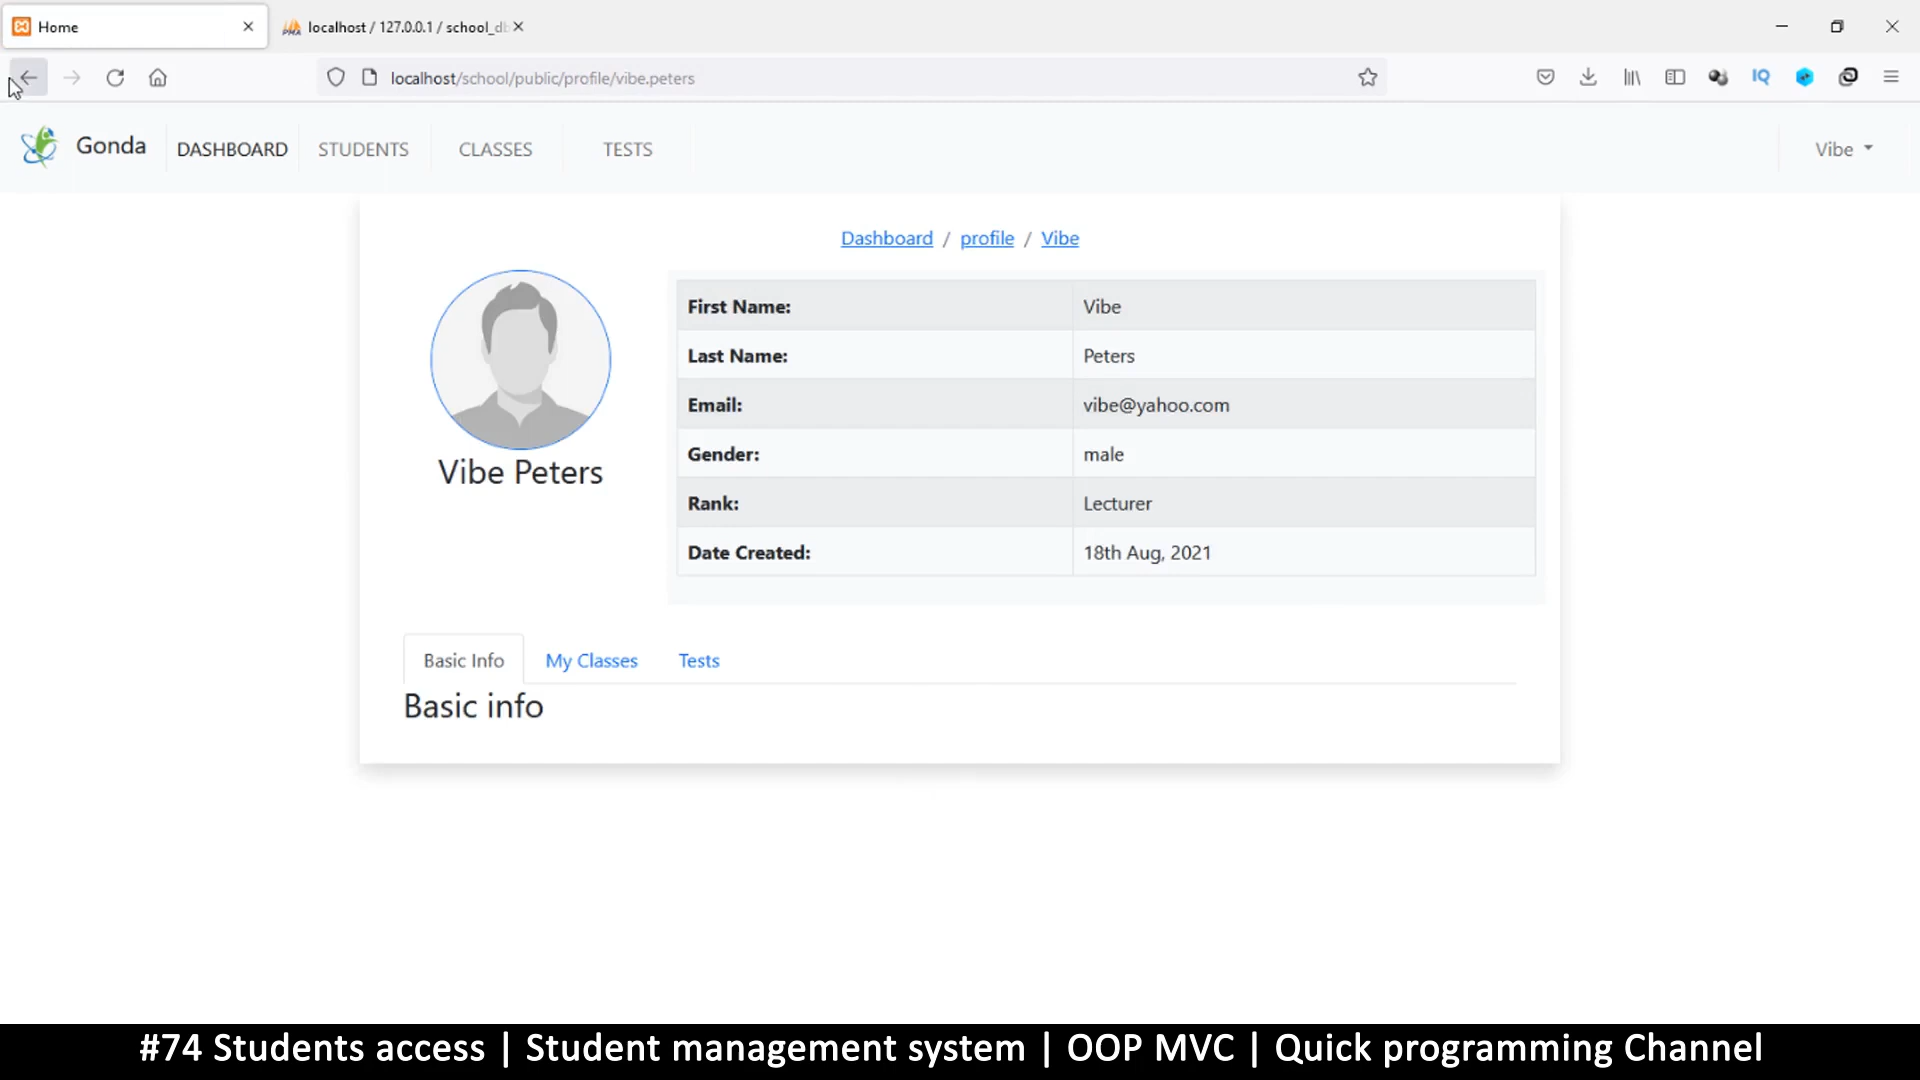 Home
localhost / 127.0.0.1 / school_db
localhost/school/public/profile/vibe.peters
IQ
Gonda
DASHBOARD
STUDENTS
CLASSES
TESTS
Vibe
Dashboard / profile / Vibe
First Name: Vibe
Last Name: Peters
Email: vibe@yahoo.com
Gender: male
Rank: Lecturer
Date Created: 18th Aug, 2021
Vibe Peters
Basic Info
My Classes
Tests
Basic info
#74 Students access | Student management system | OOP MVC | Quick programming Channel